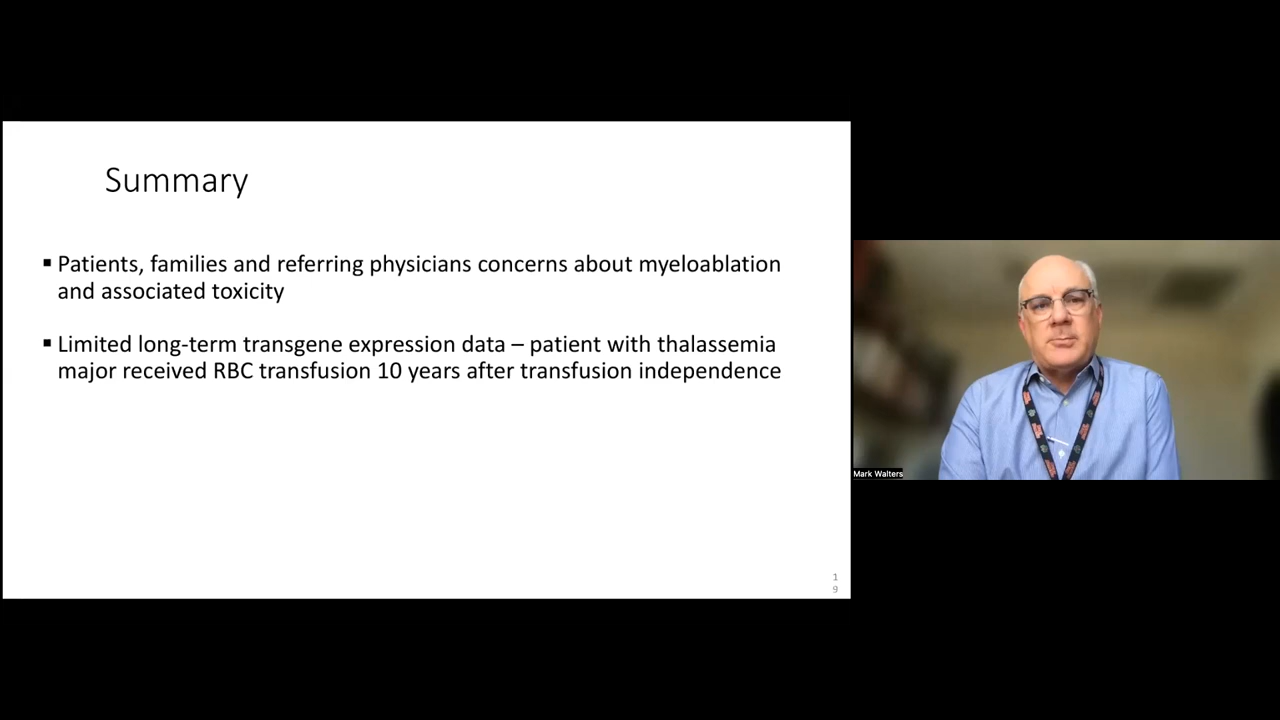 Summary
▪ Patients, families and referring physicians concerns about myeloablation
and associated toxicity
▪ Limited long-term transgene expression data – patient with thalassemia
major received RBC transfusion 10 years after transfusion independence
1
9
Mark Walters